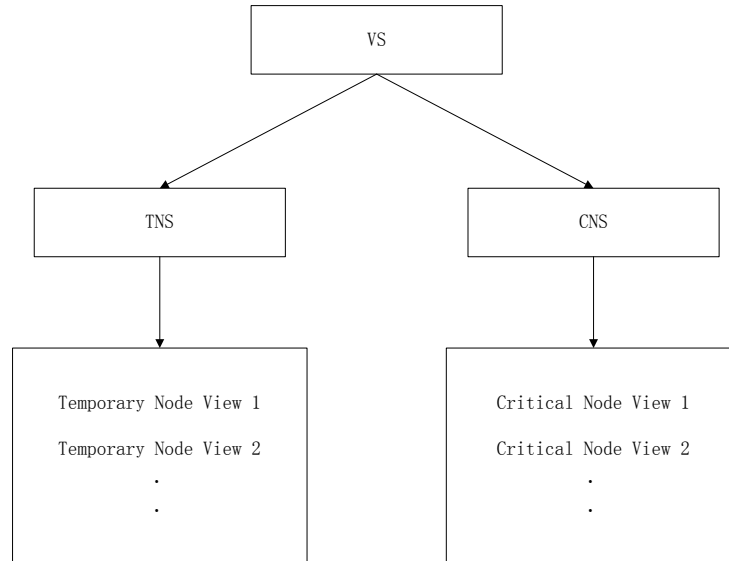 VS
TNS
CNS
Temporary Node View 1
Temporary Node View 2
.
.
Critical Node View 1
Critical Node View 2
.
.